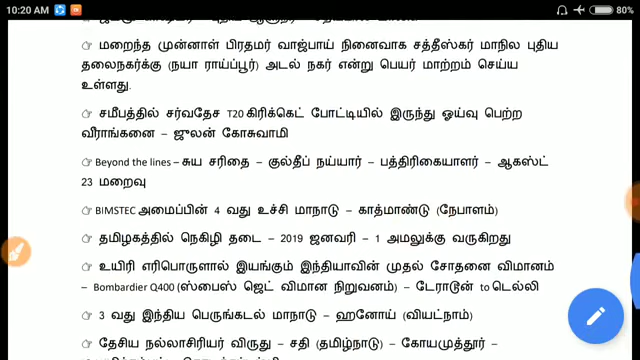 10:20 AM
80%
☞ மறைந்த முன்னாள் பிரதமர் வாஜ்பாய் நினைவாக சத்தீஸ்கர் மாநில புதிய
தலைநகர்க்கு (நயா ராய்ப்பூர்) அடல் நகர் என்று பெயர் மாற்றம் செய்ய
உள்ளது.
☞ சமீபத்தில் சர்வதேச T20 கிரிக்கெட் போட்டியில் இருந்து ஓய்வு பெற்ற
வீராங்கனை – ஜுலன் கோசுவாமி
☞ Beyond the lines – சுய சரிதை – குல்தீப் நய்யார் – பத்திரிகையாளர் – ஆகஸ்ட்
23 மறைவு
☞ BIMSTEC அமைப்பின் 4 வது உச்சி மாநாடு – காத்மாண்டு (நேபாளம்)
☞ தமிழகத்தில் நெகிழி தடை – 2019 ஜனவரி – 1 அமலுக்கு வருகிறது
☞ உயிரி எரிபொருளால் இயங்கும் இந்தியாவின் முதல் சோதனை விமானம்
– Bombardier Q400 (ஸ்பைஸ் ஜெட் விமான நிறுவனம்) – டேராடூன் to டெல்லி
☞ 3 வது இந்திய பெருங்கடல் மாநாடு – ஹனோய் (வியட்நாம்)
☞ தேசிய நல்லாசிரியர் விருது – சதி (தமிழ்நாடு) – கோயமுத்தூர் –